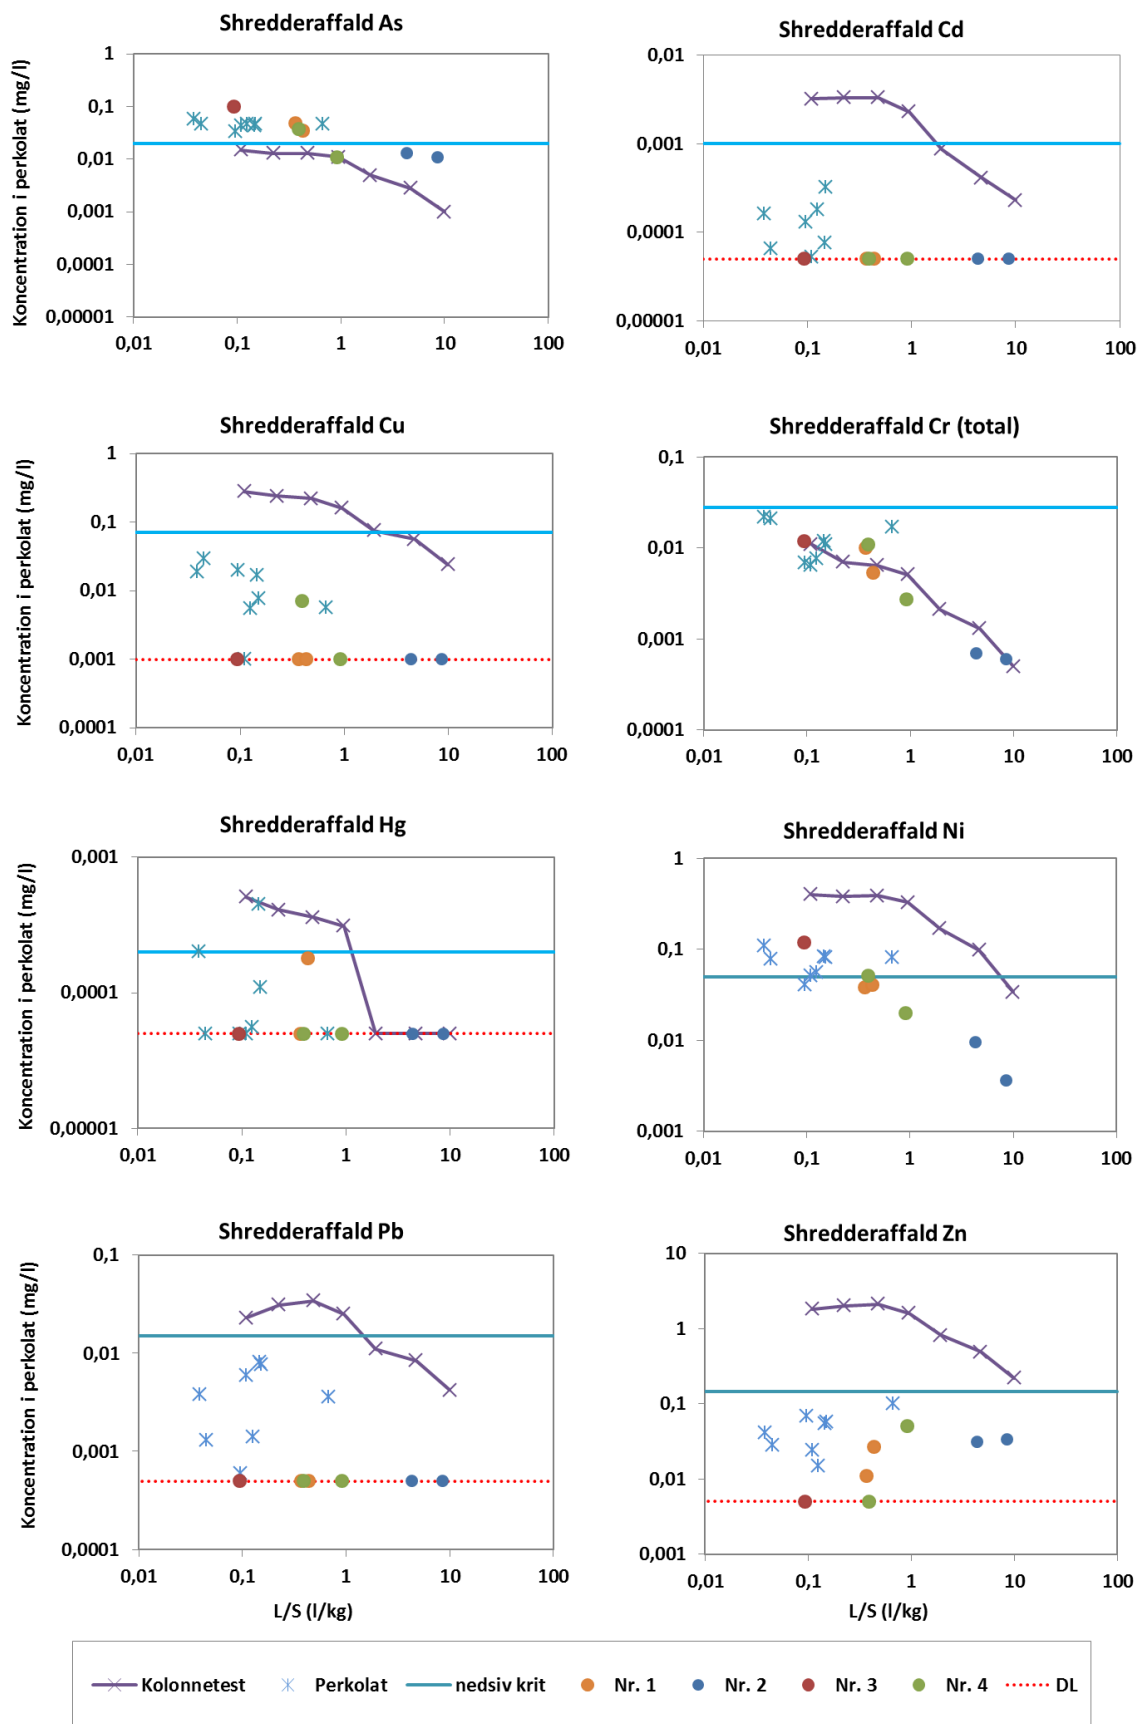 Shredderaffald As
Koncentration i perkolat (mg/l)
1
0,1
0,01
0,001
0,0001
0,00001
0,01 0,1 1 10 100
Shredderaffald Cd
0,01
0,001
0,0001
0,00001
0,01 0,1 1 10 100
Shredderaffald Cu
Koncentration i perkolat (mg/l)
1
0,1
0,01
0,001
0,0001
0,01 0,1 1 10 100
Shredderaffald Cr (total)
0,1
0,01
0,001
0,0001
0,01 0,1 1 10 100
Shredderaffald Hg
Koncentration i perkolat (mg/l)
0,001
0,0001
0,00001
0,01 0,1 1 10 100
Shredderaffald Ni
1
0,1
0,01
0,001
0,01 0,1 1 10 100
Shredderaffald Pb
Koncentration i perkolat (mg/l)
0,1
0,01
0,001
0,0001
0,01 0,1 1 10 100
L/S (l/kg)
Shredderaffald Zn
10
1
0,1
0,01
0,001
0,01 0,1 1 10 100
L/S (l/kg)
Kolonnetest Perkolat nedsiv krit Nr. 1 Nr. 2 Nr. 3 Nr. 4 DL